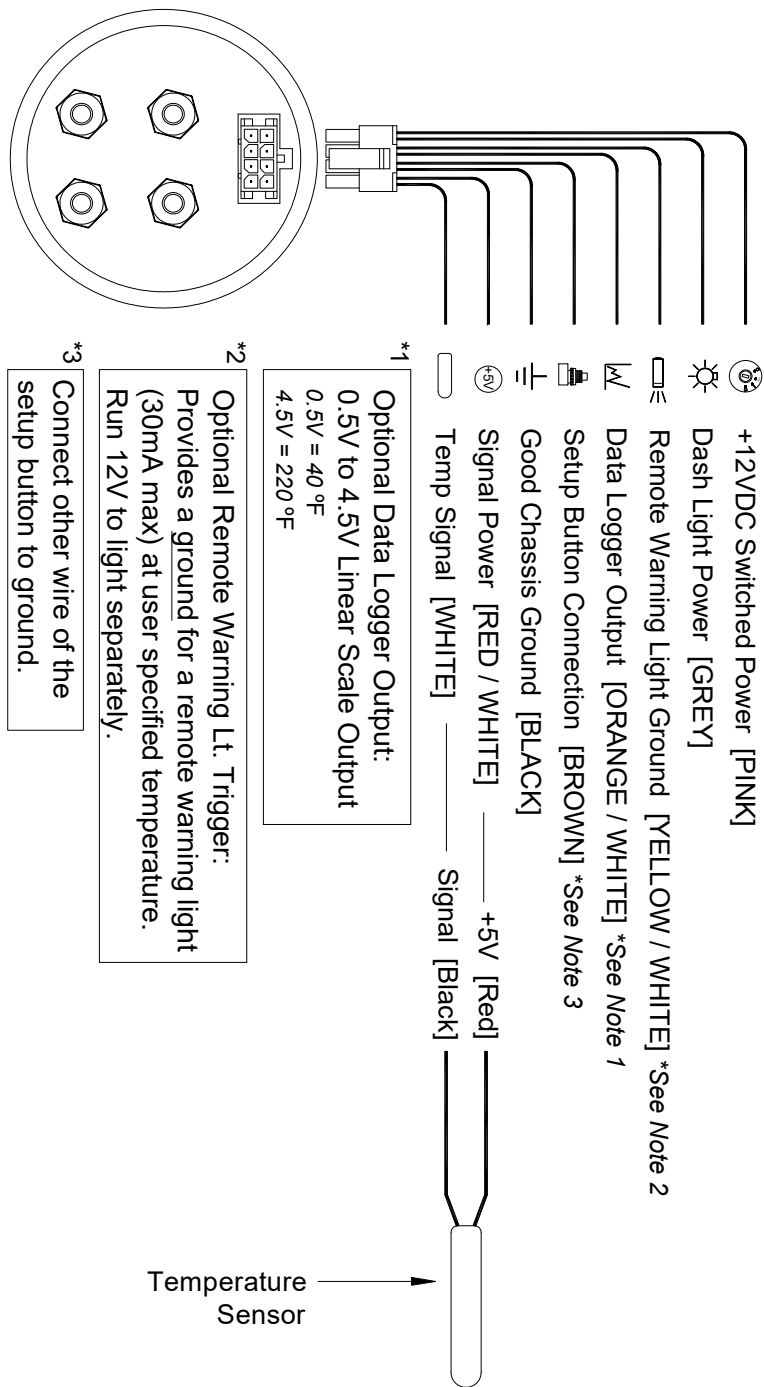 +12VDC Switched Power [PINK]
Dash Light Power [GREY]
Remote Warning Light Ground [YELLOW / WHITE] *See Note 2
Data Logger Output [ORANGE / WHITE] *See Note 1
Setup Button Connection [BROWN] *See Note 3
Good Chassis Ground [BLACK]
+5V
Signal Power [RED / WHITE] +5V [Red]
Temp Signal [WHITE] Signal [Black]
Temperature
Sensor
*1
Optional Data Logger Output:
0.5V to 4.5V Linear Scale Output
0.5V = 40 ºF
4.5V = 220 ºF
*2
Optional Remote Warning Lt. Trigger:
Provides a ground for a remote warning light
(30mA max) at user specified temperature.
Run 12V to light separately.
*3
Connect other wire of the
setup button to ground.